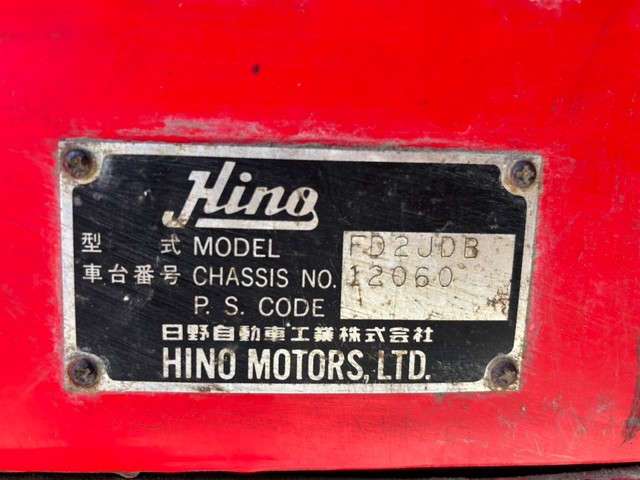 Hino
型 式 MODEL FD2JDB
車台番号 CHASSIS NO. 12060
P. S. CODE
日野自動車工業株式会社
HINO MOTORS, LTD.